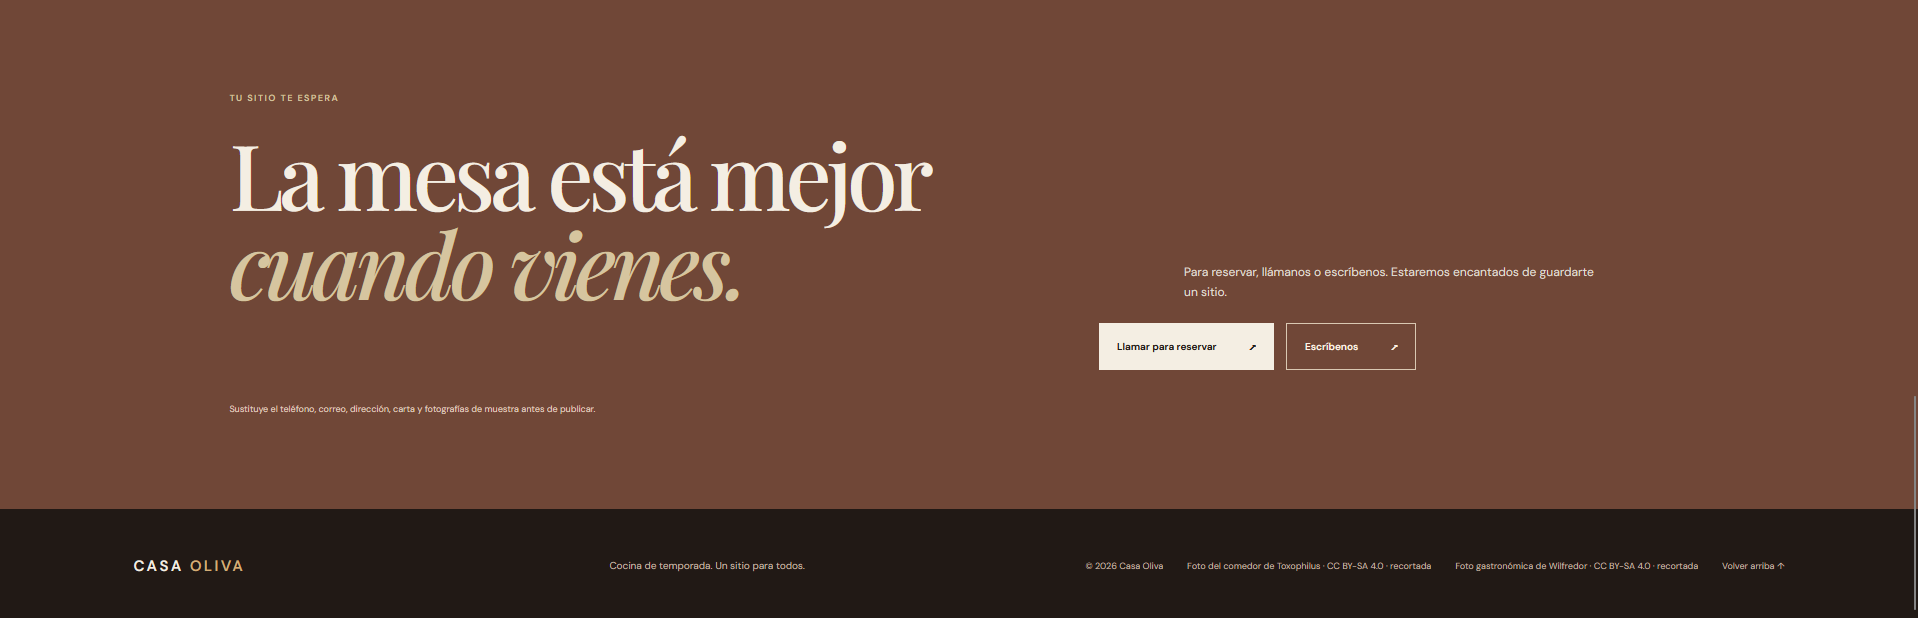 TU SITIO TE ESPERA
La mesa está mejor
cuando vienes.
Para reservar, llámanos o escríbenos. Estaremos encantados de guardarte
un sitio.
Llamar para reservar ↗
Escríbenos ↗
Sustituye el teléfono, correo, dirección, carta y fotografías de muestra antes de publicar.
CASA OLIVA
Cocina de temporada. Un sitio para todos.
© 2026 Casa Oliva
Foto del comedor de Toxophilus · CC BY-SA 4.0 · recortada
Foto gastronómica de Wilfredor · CC BY-SA 4.0 · recortada
Volver arriba ↑